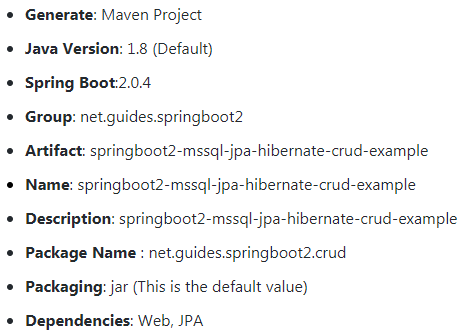 Generate: Maven Project
Java Version: 1.8 (Default)
Spring Boot:2.0.4
Group: net.guides.springboot2
Artifact: springboot2-mssql-jpa-hibernate-crud-example
Name: springboot2-mssql-jpa-hibernate-crud-example
Description: springboot2-mssql-jpa-hibernate-crud-example
Package Name : net.guides.springboot2.crud
Packaging: jar (This is the default value)
Dependencies: Web, JPA